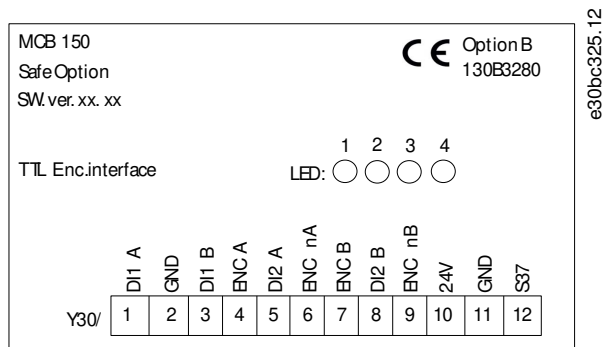 MCB 150
Safe Option
SW. ver. xx. xx
CE Option B
130B3280
e30bc325.12
1 2 3 4
TTL Enc.interface LED:
DI1 A GND DI1 B ENC A DI2 A ENC nA ENC B DI2 B ENC nB 24V GND S37
Y30/ 1 2 3 4 5 6 7 8 9 10 11 12